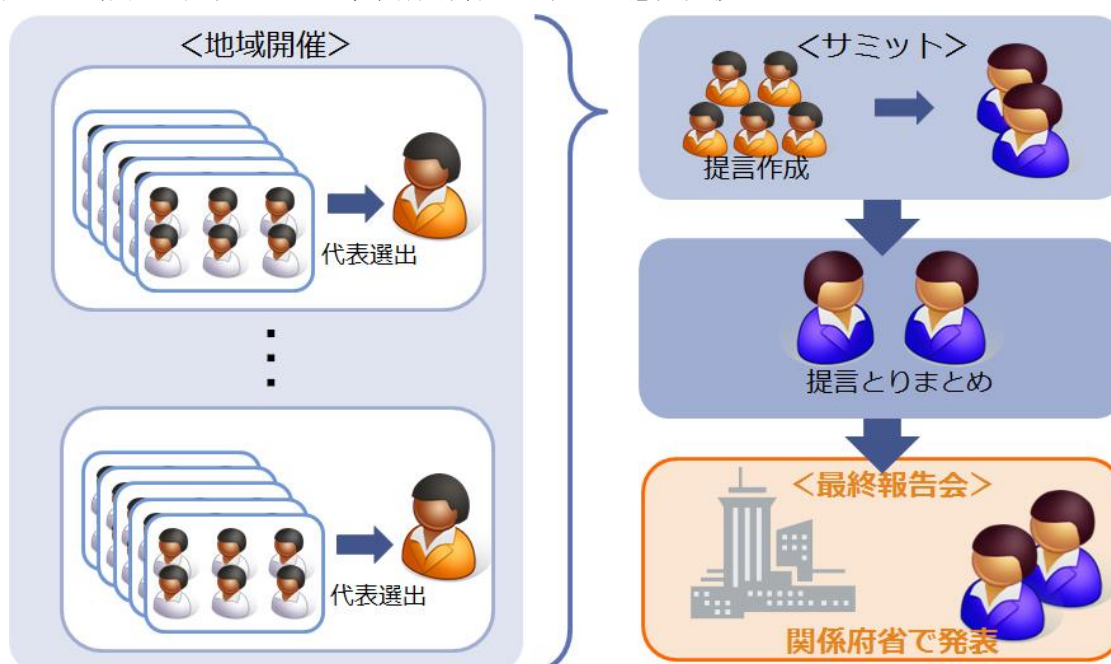 <地域開催>
代表選出
代表選出
<サミット>
提言作成
提言とりまとめ
<最終報告会>
関係府省で発表